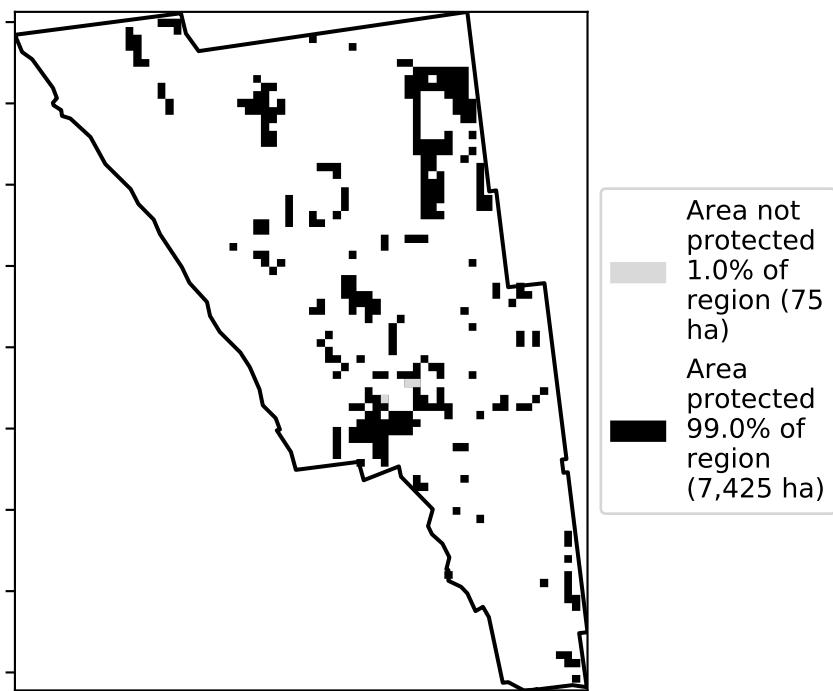 Area not
protected
1.0% of
region (75
ha)
Area
protected
99.0% of
region
(7,425 ha)